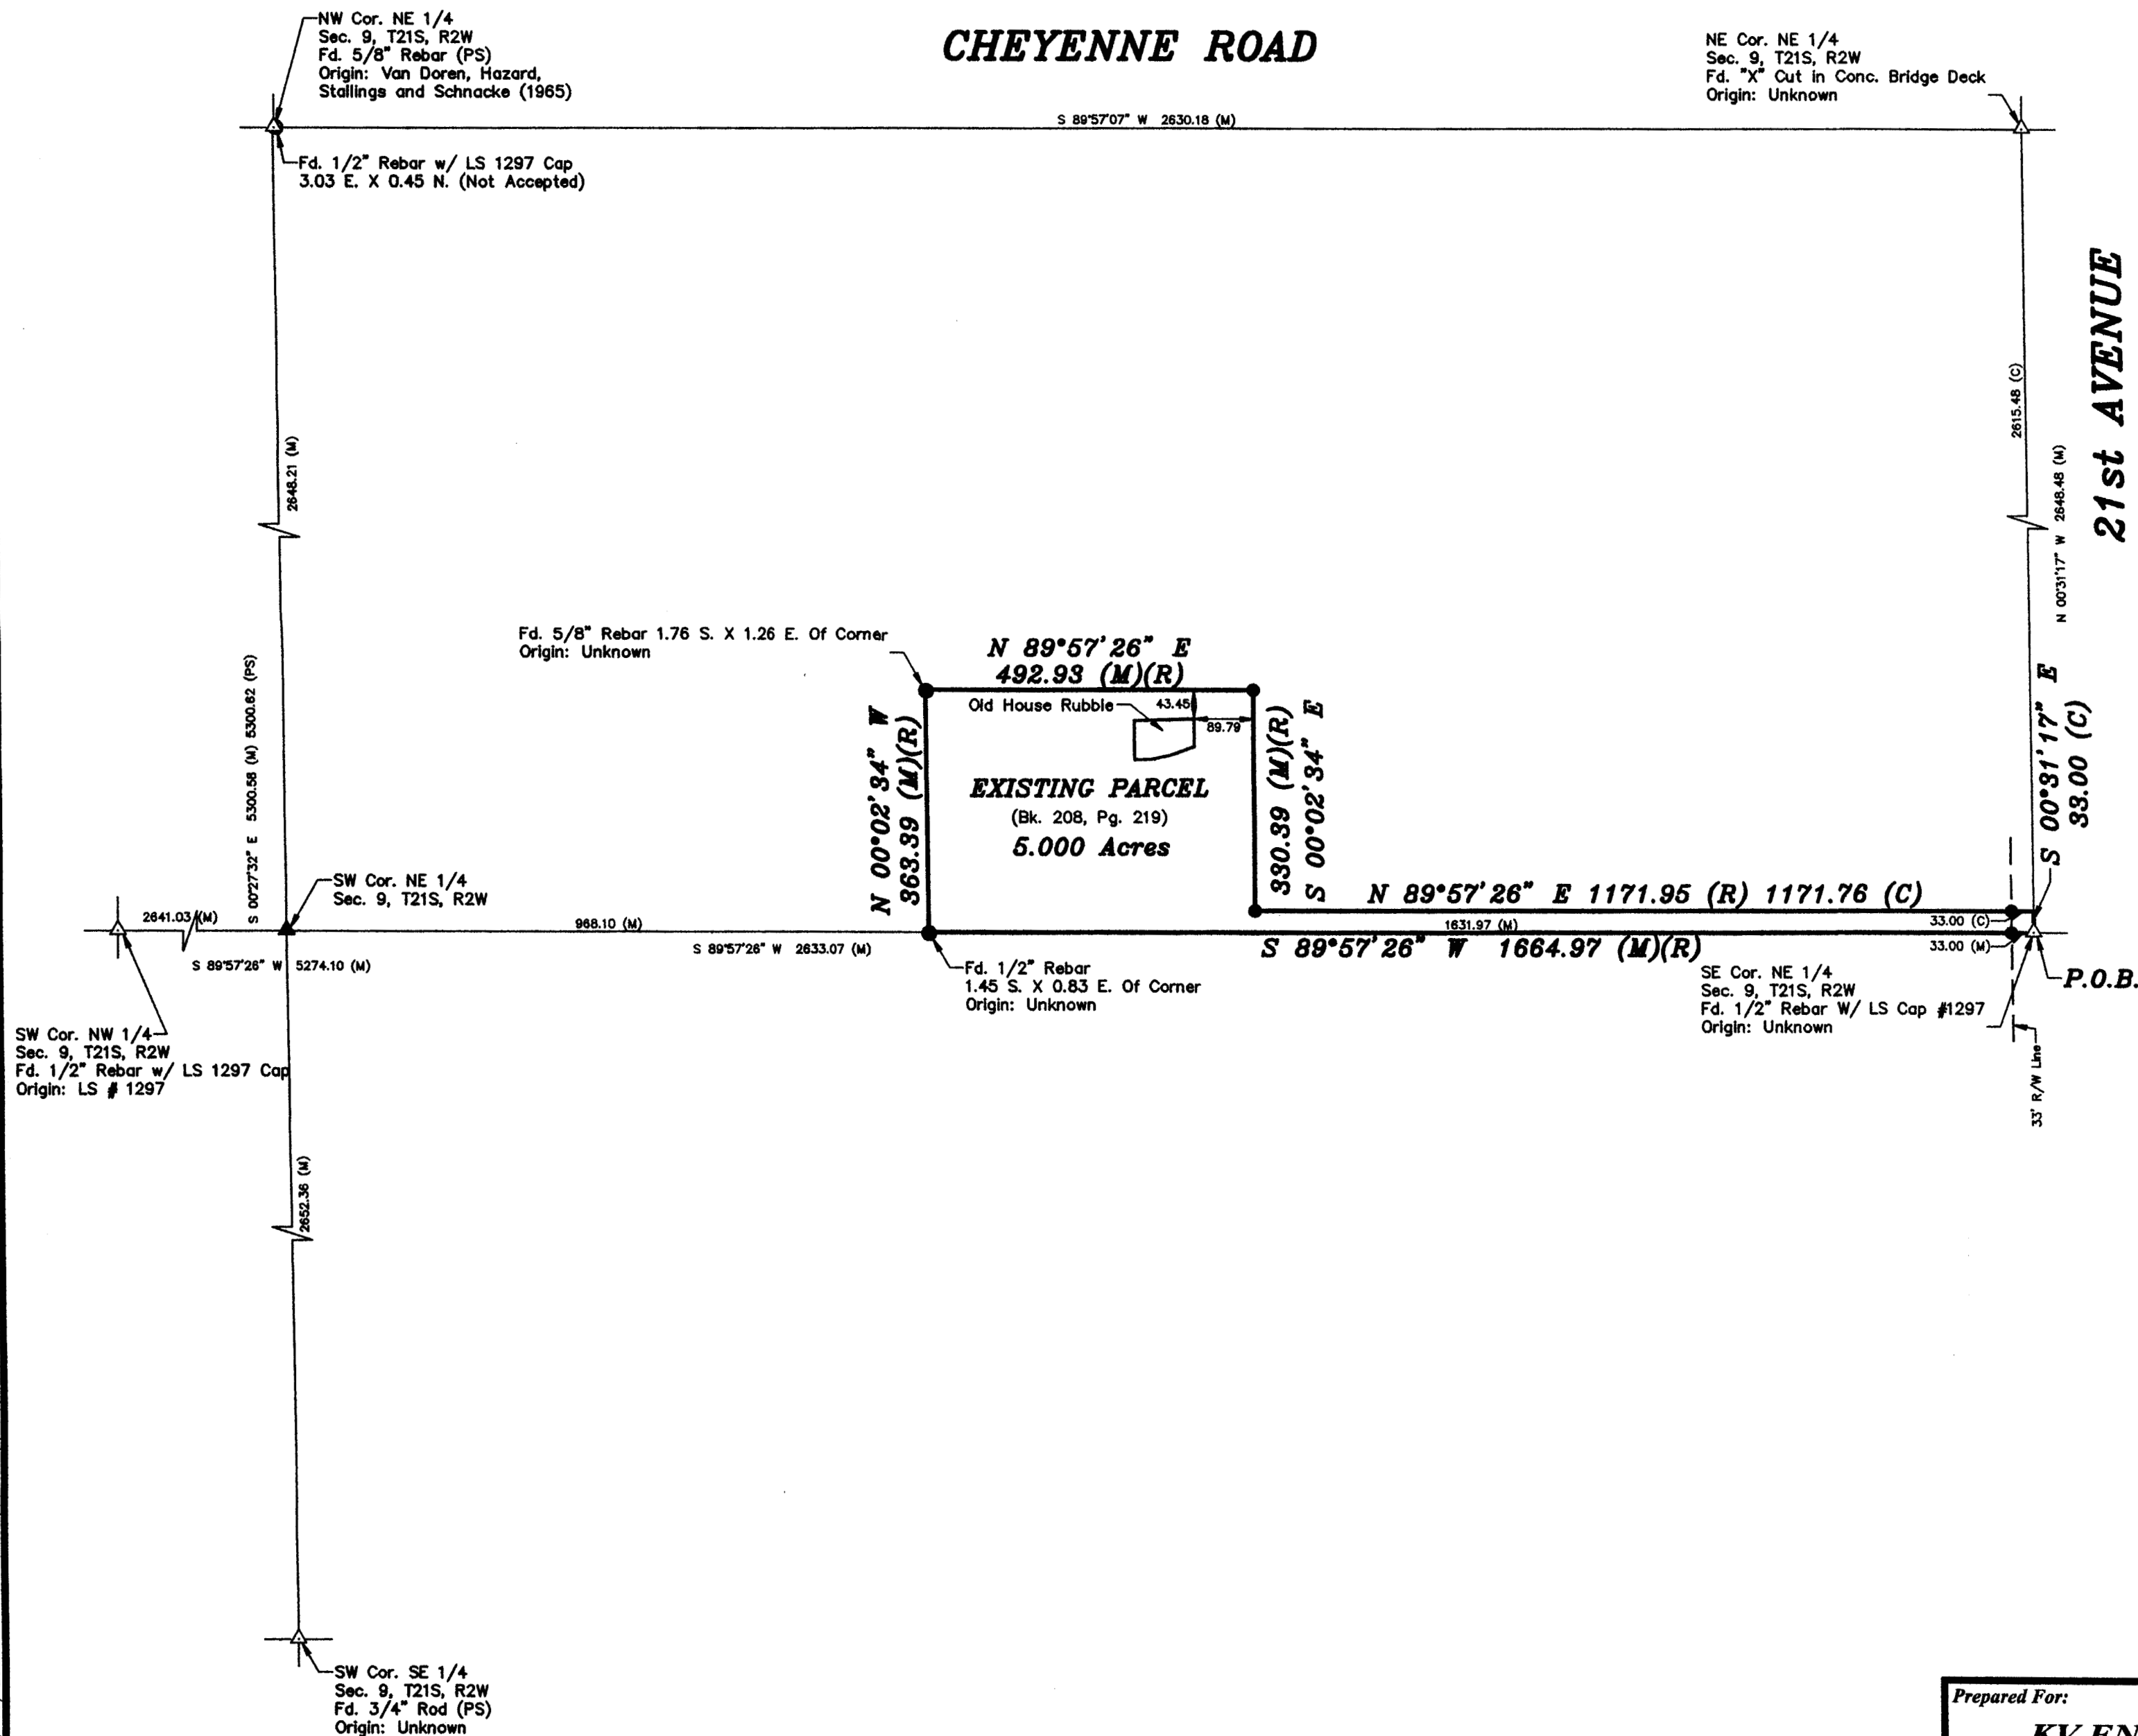 CHEYENNE ROAD
NW Cor. NE 1/4
Sec. 9, T21S, R2W
Fd. 5/8" Rebar (PS)
Origin: Van Doren, Hazard,
Stallings and Schnacke (1965)
NE Cor. NE 1/4
Sec. 9, T21S, R2W
Fd. "X" Cut in Conc. Bridge Deck
Origin: Unknown
S 89°57'07" W 2630.18 (M)
Fd. 1/2" Rebar w/ LS 1297 Cap
3.03 E. X 0.45 N. (Not Accepted)
21st AVENUE
2615.48 (C)
N 00°31'17" W 2648.48 (M)
2648.21 (M)
S 00°27'32" E 5300.58 (M) 5300.62 (PS)
Fd. 5/8" Rebar 1.76 S. X 1.26 E. Of Corner
Origin: Unknown
N 89°57'26" E
492.93 (M)(R)
Old House Rubble
43.45
89.79
N 00°02'34" W
363.39 (M)(R)
EXISTING PARCEL
(Bk. 208, Pg. 219)
5.000 Acres
330.39 (M)(R)
S 00°02'34" E
S 00°31'17" E
33.00 (C)
N 89°57'26" E 1171.95 (R) 1171.76 (C)
SW Cor. NE 1/4
Sec. 9, T21S, R2W
2641.03 (M)
968.10 (M)
1631.97 (M)
33.00 (C)
33.00 (M)
S 89°57'26" W 2633.07 (M)
S 89°57'26" W 1664.97 (M)(R)
S 89°57'26" W 5274.10 (M)
Fd. 1/2" Rebar
1.45 S. X 0.83 E. Of Corner
Origin: Unknown
SE Cor. NE 1/4
Sec. 9, T21S, R2W
Fd. 1/2" Rebar W/ LS Cap #1297
Origin: Unknown
P.O.B.
33' R/W Line
SW Cor. NW 1/4
Sec. 9, T21S, R2W
Fd. 1/2" Rebar w/ LS 1297 Cap
Origin: LS # 1297
2652.36 (M)
SW Cor. SE 1/4
Sec. 9, T21S, R2W
Fd. 3/4" Rod (PS)
Origin: Unknown
Prepared For:
KV EN